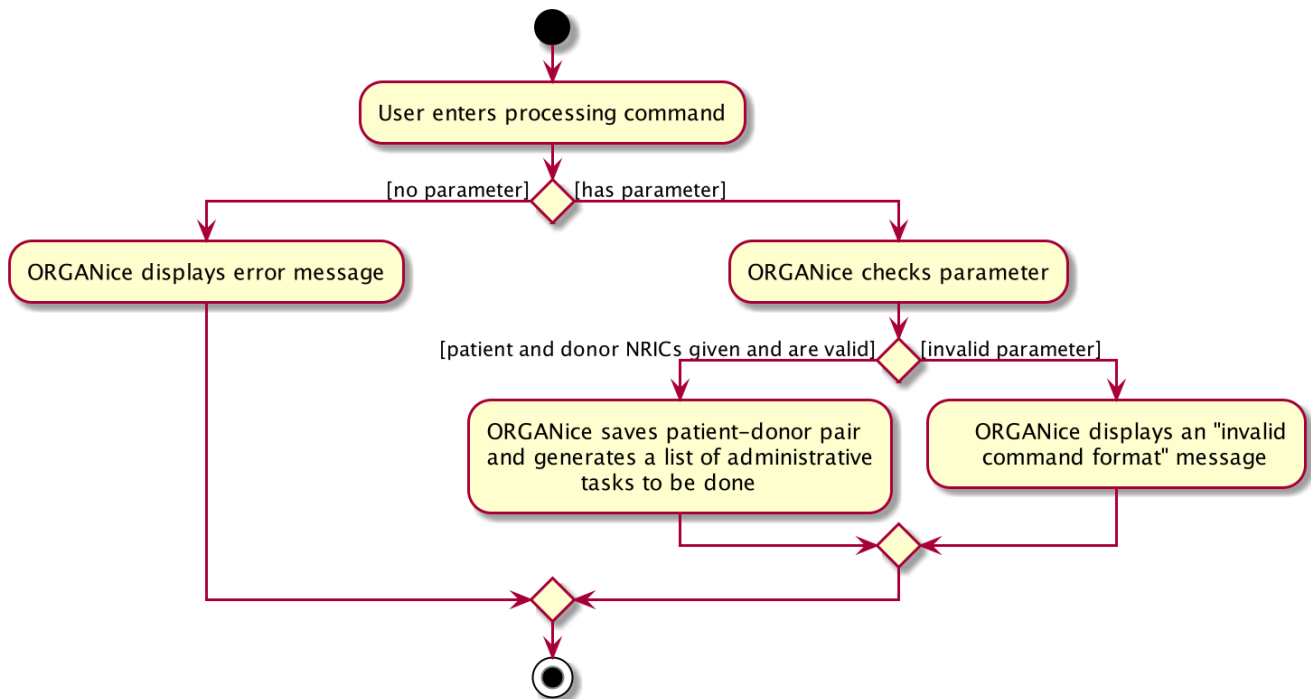 User enters processing command
[no parameter]
[has parameter]
ORGANice displays error message
ORGANice checks parameter
[patient and donor NRICs given and are valid]
[invalid parameter]
ORGANice saves patient-donor pair
and generates a list of administrative
tasks to be done
ORGANice displays an "invalid
command format" message